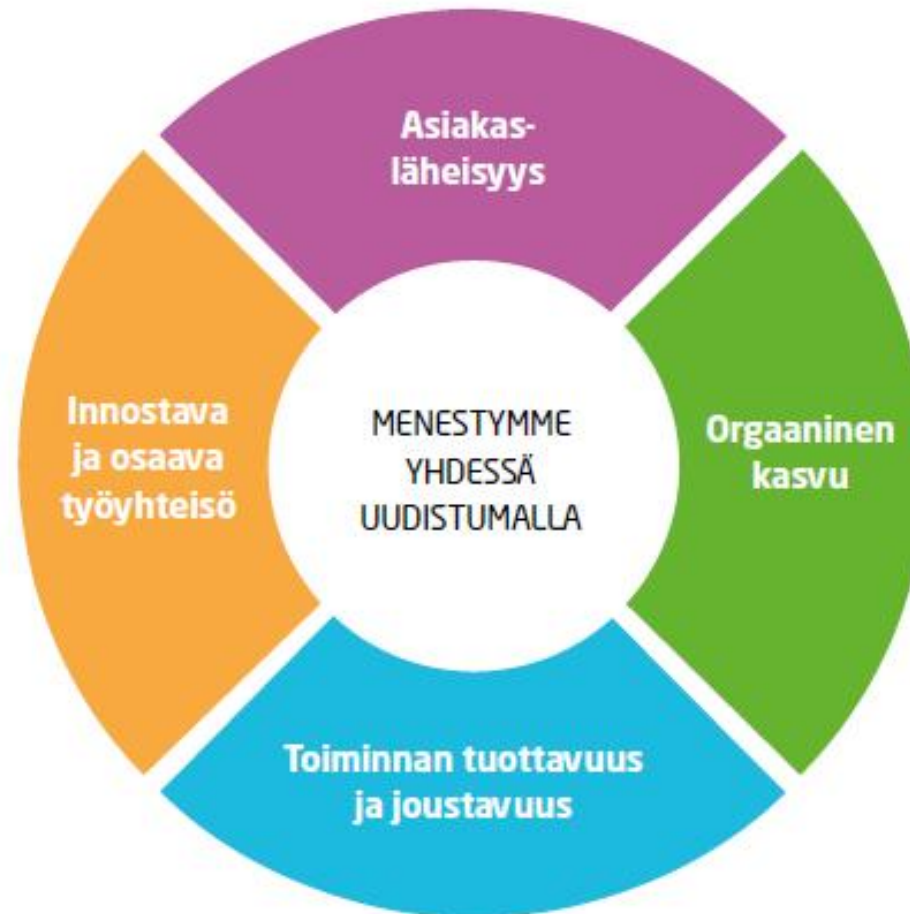 Asiakas-
läheisyys
Innostava
ja osaava
työyhteisö
MENESTYMME
YHDESSÄ
UUDISTUMALLA
Orgaaninen
kasvu
Toiminnan tuottavuus
ja joustavuus